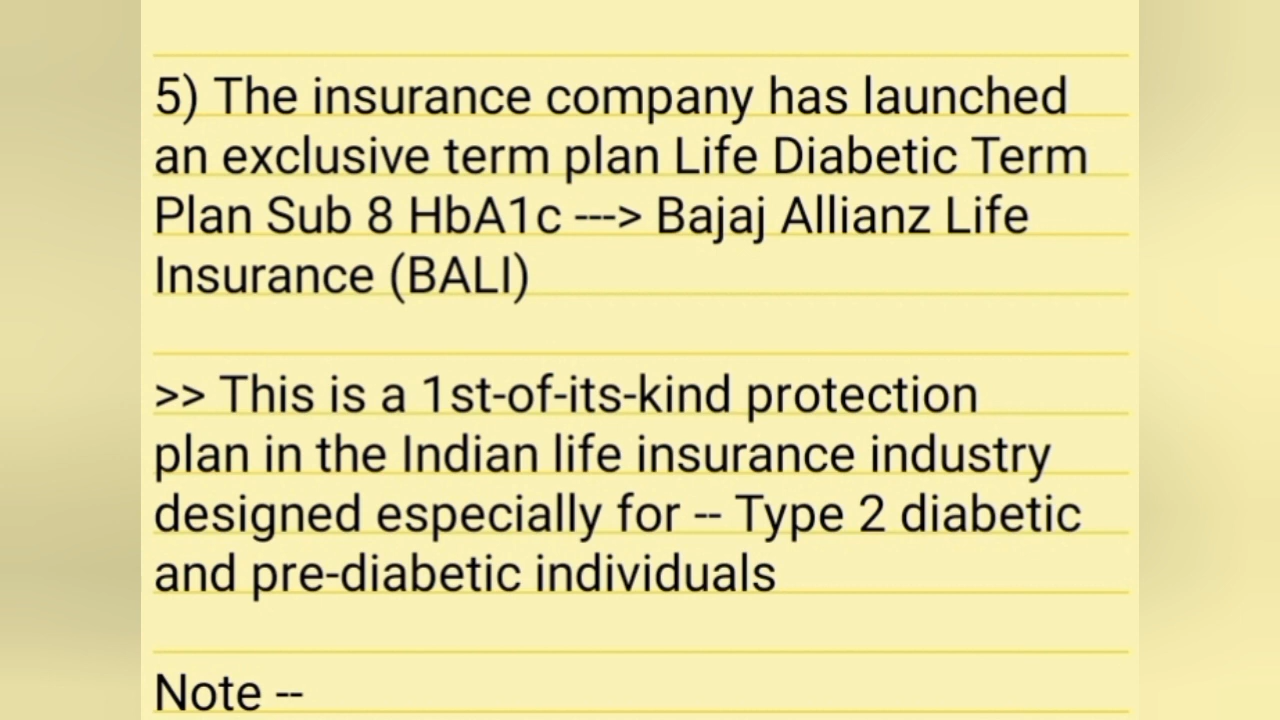 5) The insurance company has launched
an exclusive term plan Life Diabetic Term
Plan Sub 8 HbA1c ---> Bajaj Allianz Life
Insurance (BALI)
>> This is a 1st-of-its-kind protection
plan in the Indian life insurance industry
designed especially for -- Type 2 diabetic
and pre-diabetic individuals
Note --